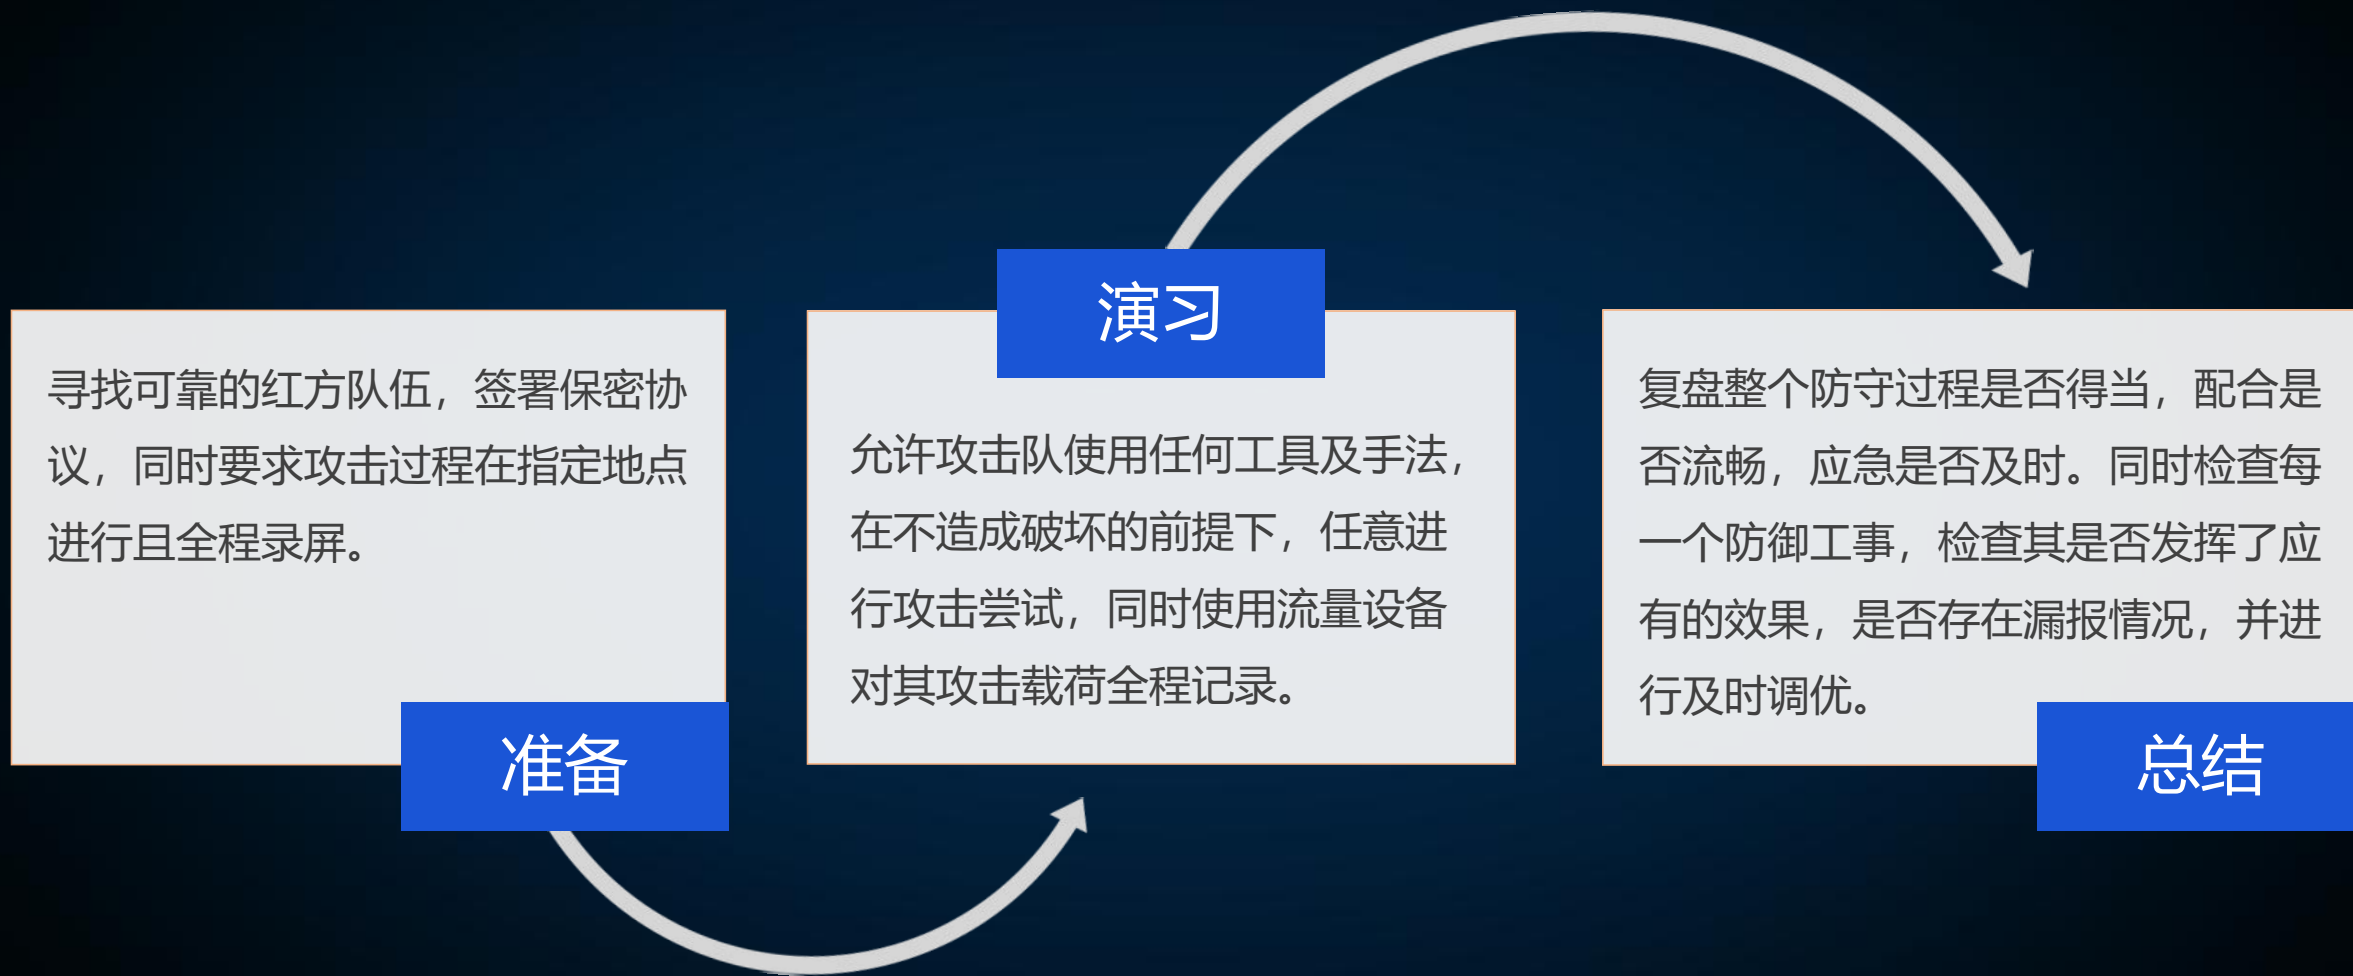 寻找可靠的红方队伍，签署保密协
议，同时要求攻击过程在指定地点
进行且全程录屏。
准备
演习
允许攻击队使用任何工具及手法，
在不造成破坏的前提下，任意进
行攻击尝试，同时使用流量设备
对其攻击载荷全程记录。
复盘整个防守过程是否得当，配合是
否流畅，应急是否及时。同时检查每
一个防御工事，检查其是否发挥了应
有的效果，是否存在漏报情况，并进
行及时调优。
总结